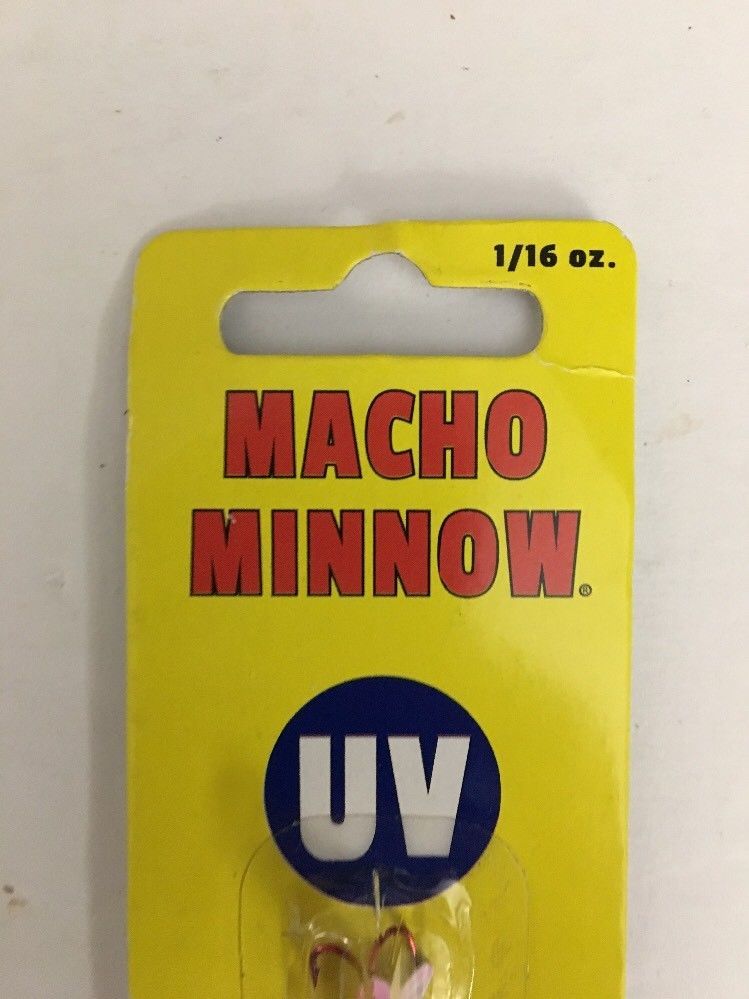 1/16 oz.
MACHO
MINNOW®
UV